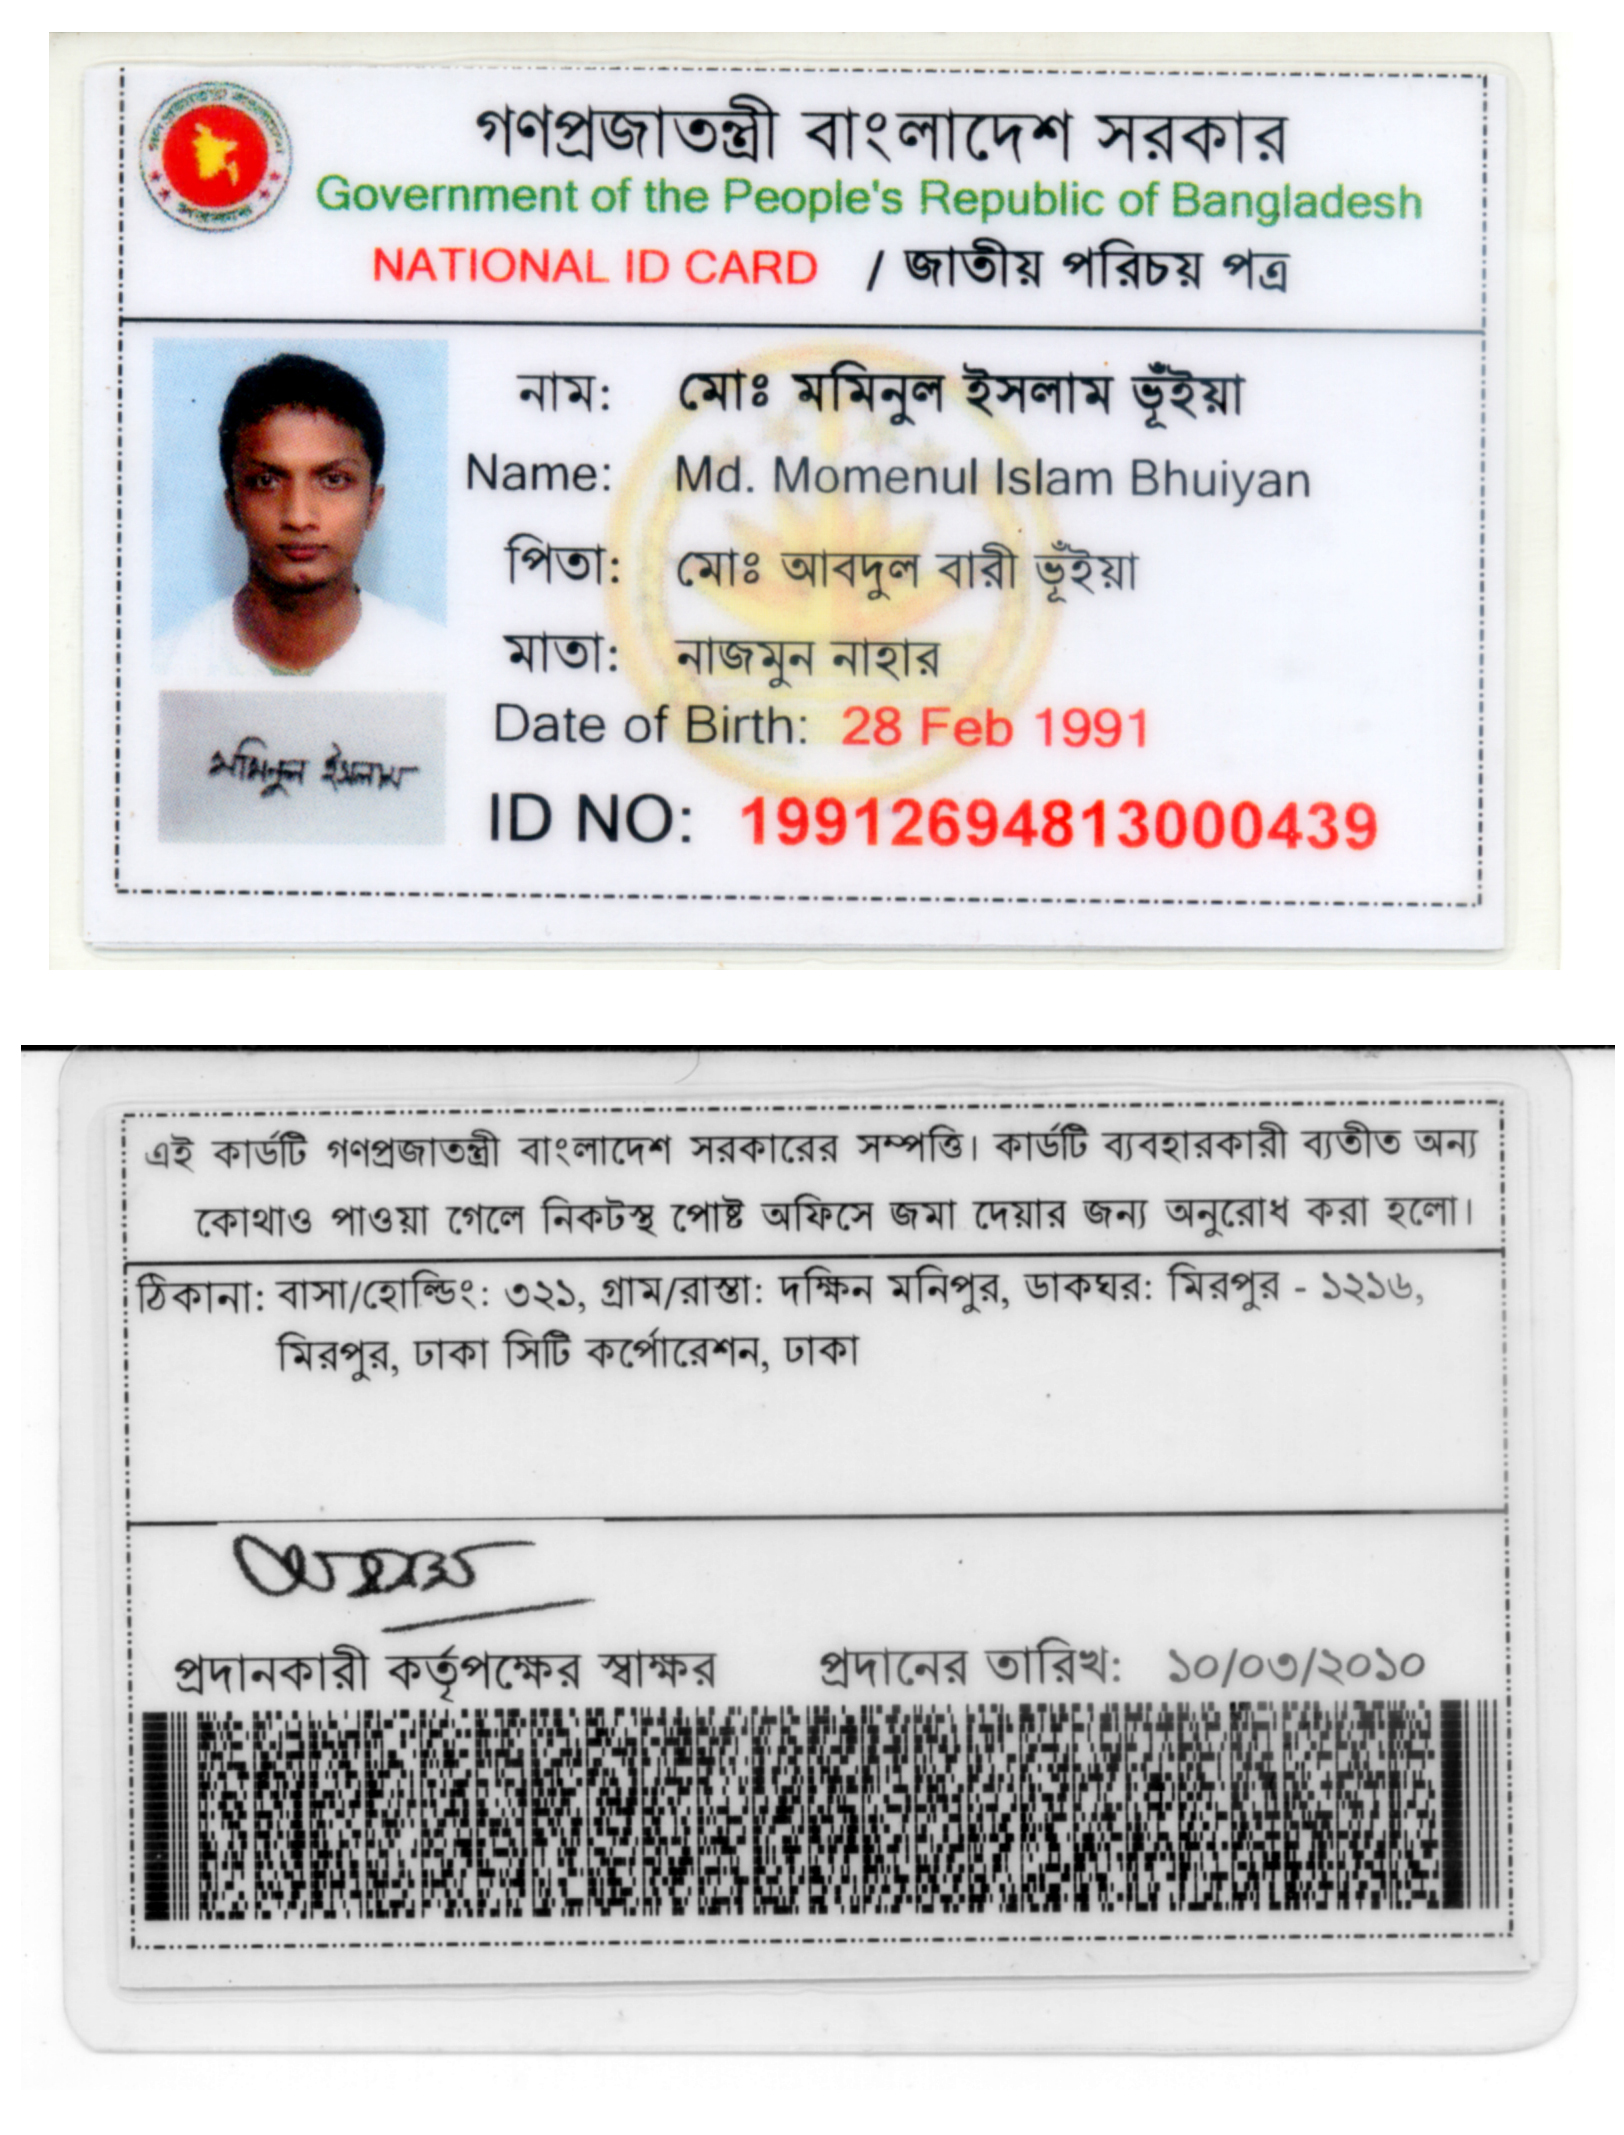 গণপ্রজাতন্ত্রী বাংলাদেশ সরকার
Government of the People's Republic of Bangladesh
NATIONAL ID CARD / জাতীয় পরিচয় পত্র
নাম: মোঃ মমিনুল ইসলাম ভূঁইয়া
Name: Md. Momenul Islam Bhuiyan
পিতা: মোঃ আবদুল বারী ভূঁইয়া
মাতা: নাজমুন নাহার
Date of Birth: 28 Feb 1991
মমিনুল ইসলাম
ID NO: 19912694813000439
এই কার্ডটি গণপ্রজাতন্ত্রী বাংলাদেশ সরকারের সম্পত্তি। কার্ডটি ব্যবহারকারী ব্যতীত অন্য
কোথাও পাওয়া গেলে নিকটস্থ পোষ্ট অফিসে জমা দেয়ার জন্য অনুরোধ করা হলো।
ঠিকানা: বাসা/হোল্ডিং: ৩২১, গ্রাম/রাস্তা: দক্ষিন মনিপুর, ডাকঘর: মিরপুর - ১২১৬,
মিরপুর, ঢাকা সিটি কর্পোরেশন, ঢাকা
প্রদানকারী কর্তৃপক্ষের স্বাক্ষর প্রদানের তারিখ: ১০/০৩/২০১০